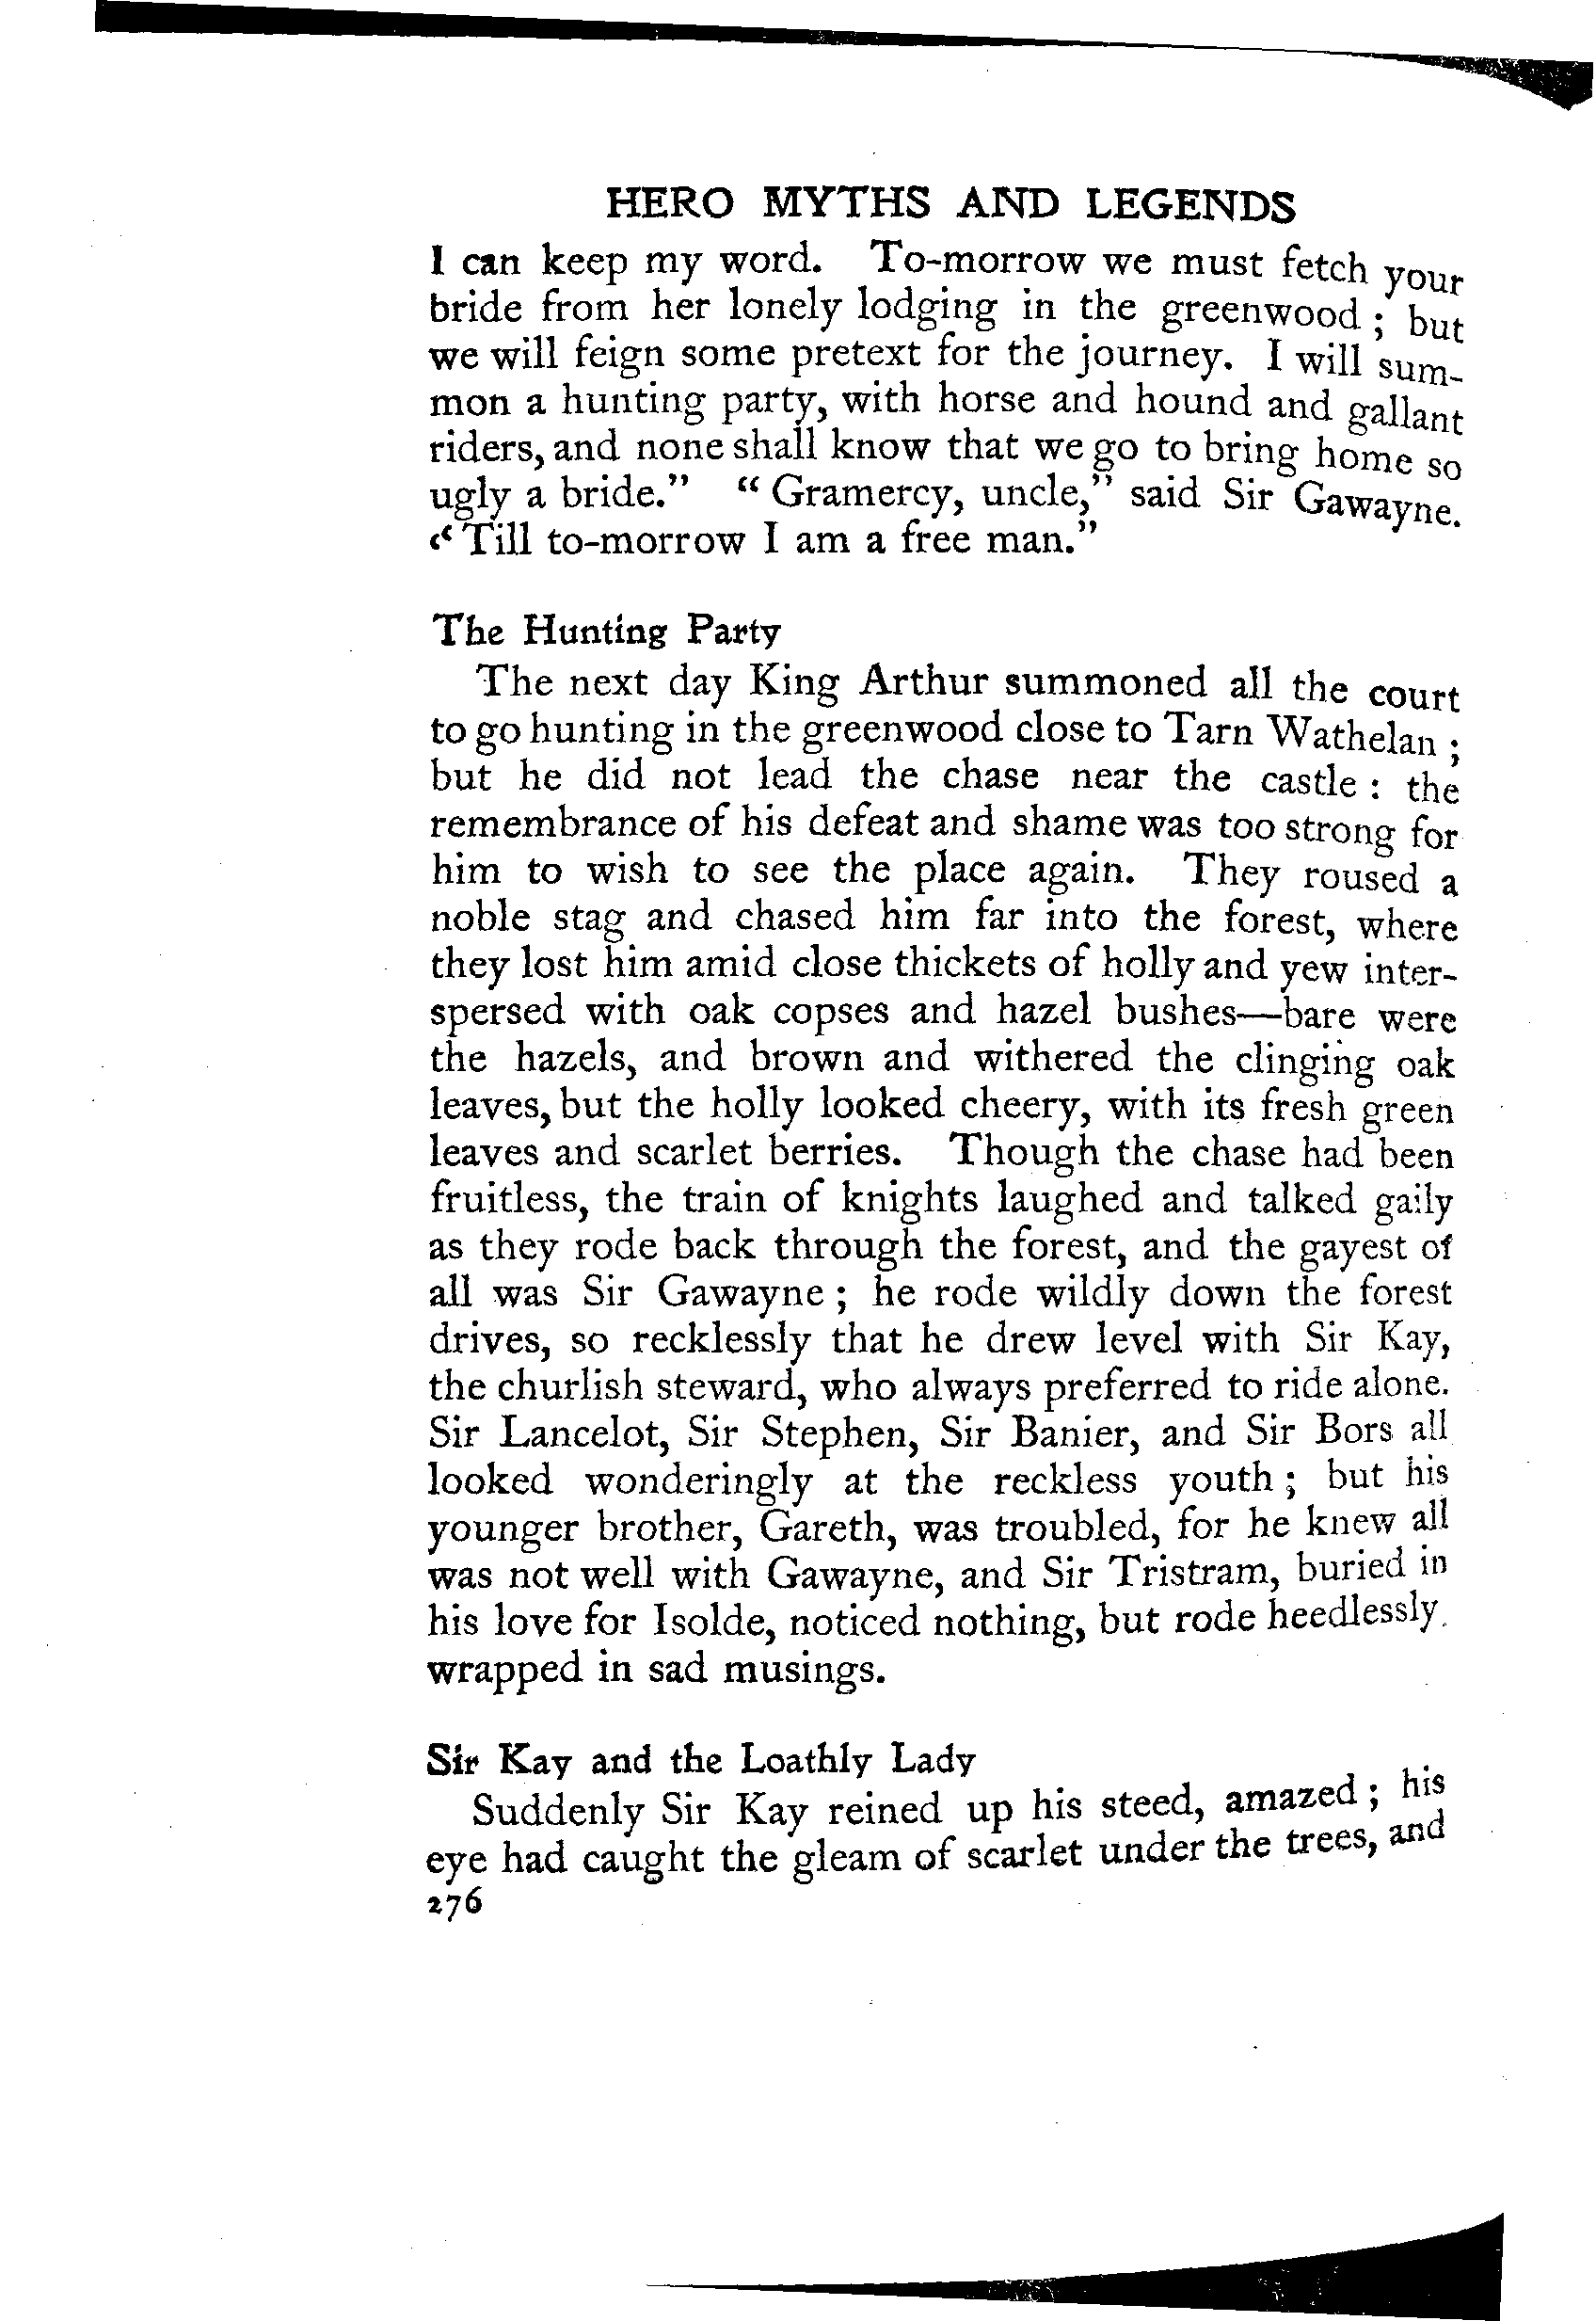 HERO MYTHS AND LEGENDS
I can keep my word. To-morrow we must fetch your
bride from her lonely lodging in the greenwood ; but
we will feign some pretext for the journey. I will sum-
mon a hunting party, with horse and hound and gallant
riders, and none shall know that we go to bring home so
ugly a bride." "Gramercy, uncle," said Sir Gawayne.
"Till to-morrow I am a free man."
The Hunting Party
The next day King Arthur summoned all the court
to go hunting in the greenwood close to Tarn Wathelan ;
but he did not lead the chase near the castle : the
remembrance of his defeat and shame was too strong for
him to wish to see the place again. They roused a
noble stag and chased him far into the forest, where
they lost him amid close thickets of holly and yew inter-
spersed with oak copses and hazel bushes—bare were
the hazels, and brown and withered the clinging oak
leaves, but the holly looked cheery, with its fresh green
leaves and scarlet berries. Though the chase had been
fruitless, the train of knights laughed and talked gaily
as they rode back through the forest, and the gayest of
all was Sir Gawayne ; he rode wildly down the forest
drives, so recklessly that he drew level with Sir Kay,
the churlish steward, who always preferred to ride alone.
Sir Lancelot, Sir Stephen, Sir Banier, and Sir Bors all
looked wonderingly at the reckless youth ; but his
younger brother, Gareth, was troubled, for he knew all
was not well with Gawayne, and Sir Tristram, buried in
his love for Isolde, noticed nothing, but rode heedlessly
wrapped in sad musings.
Sir Kay and the Loathly Lady
Suddenly Sir Kay reined up his steed, amazed ; his
eye had caught the gleam of scarlet under the trees, and
276